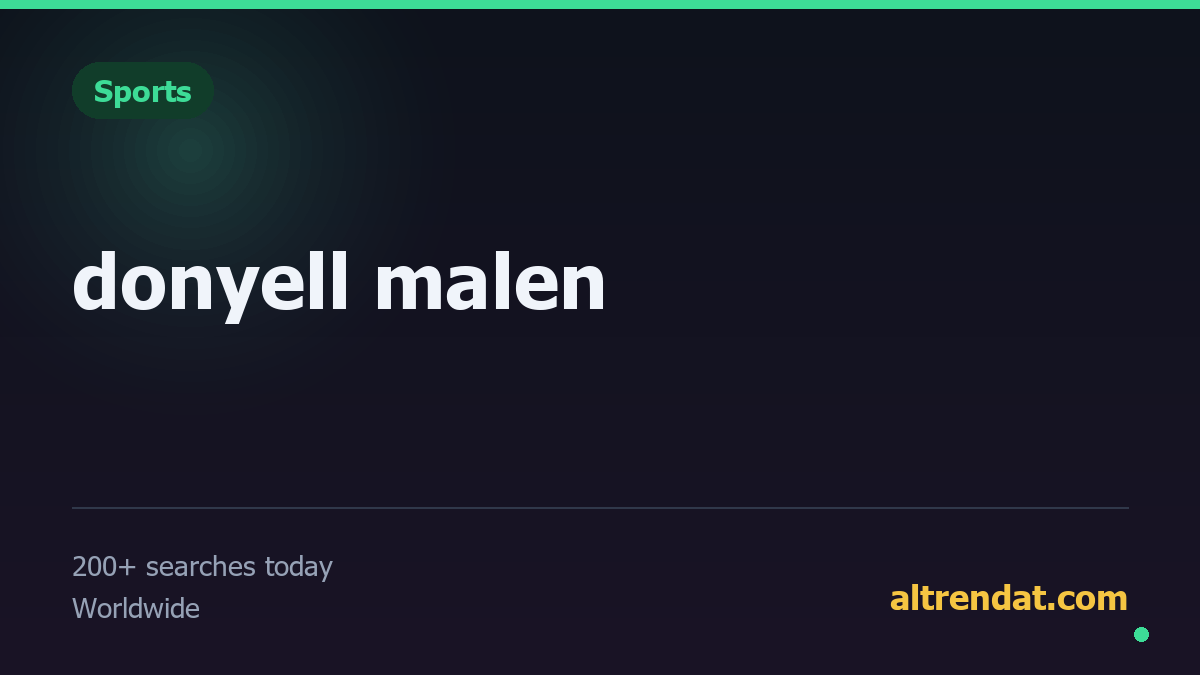 Sports
donyell malen
200+ searches today
Worldwide
altrendat.com